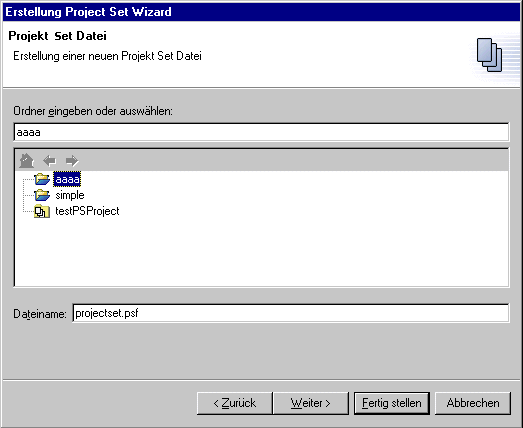 Erstellung Project Set Wizard
Projekt Set Datei
Erstellung einer neuen Projekt Set Datei
Ordner eingeben oder auswählen:
aaaa
aaaa
simple
testPSProject
Dateiname: projectset.psf
< Zurück Weiter > Fertig stellen Abbrechen